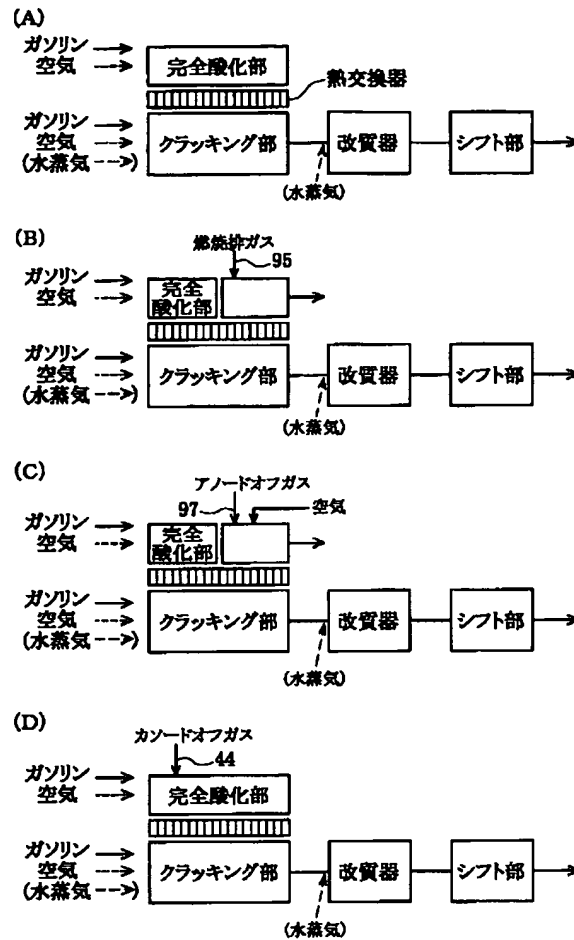 (A)
ガソリン
空気
完全酸化部
熱交換器
ガソリン
空気
(水蒸気)
クラッキング部
改質器
シフト部
(水蒸気)
(B)
燃焼排ガス
95
ガソリン
空気
完全
酸化部
ガソリン
空気
(水蒸気)
クラッキング部
改質器
シフト部
(水蒸気)
(C)
アノードオフガス
97
空気
ガソリン
空気
完全
酸化部
ガソリン
空気
(水蒸気)
クラッキング部
改質器
シフト部
(水蒸気)
(D)
カソードオフガス
44
ガソリン
空気
完全酸化部
ガソリン
空気
(水蒸気)
クラッキング部
改質器
シフト部
(水蒸気)